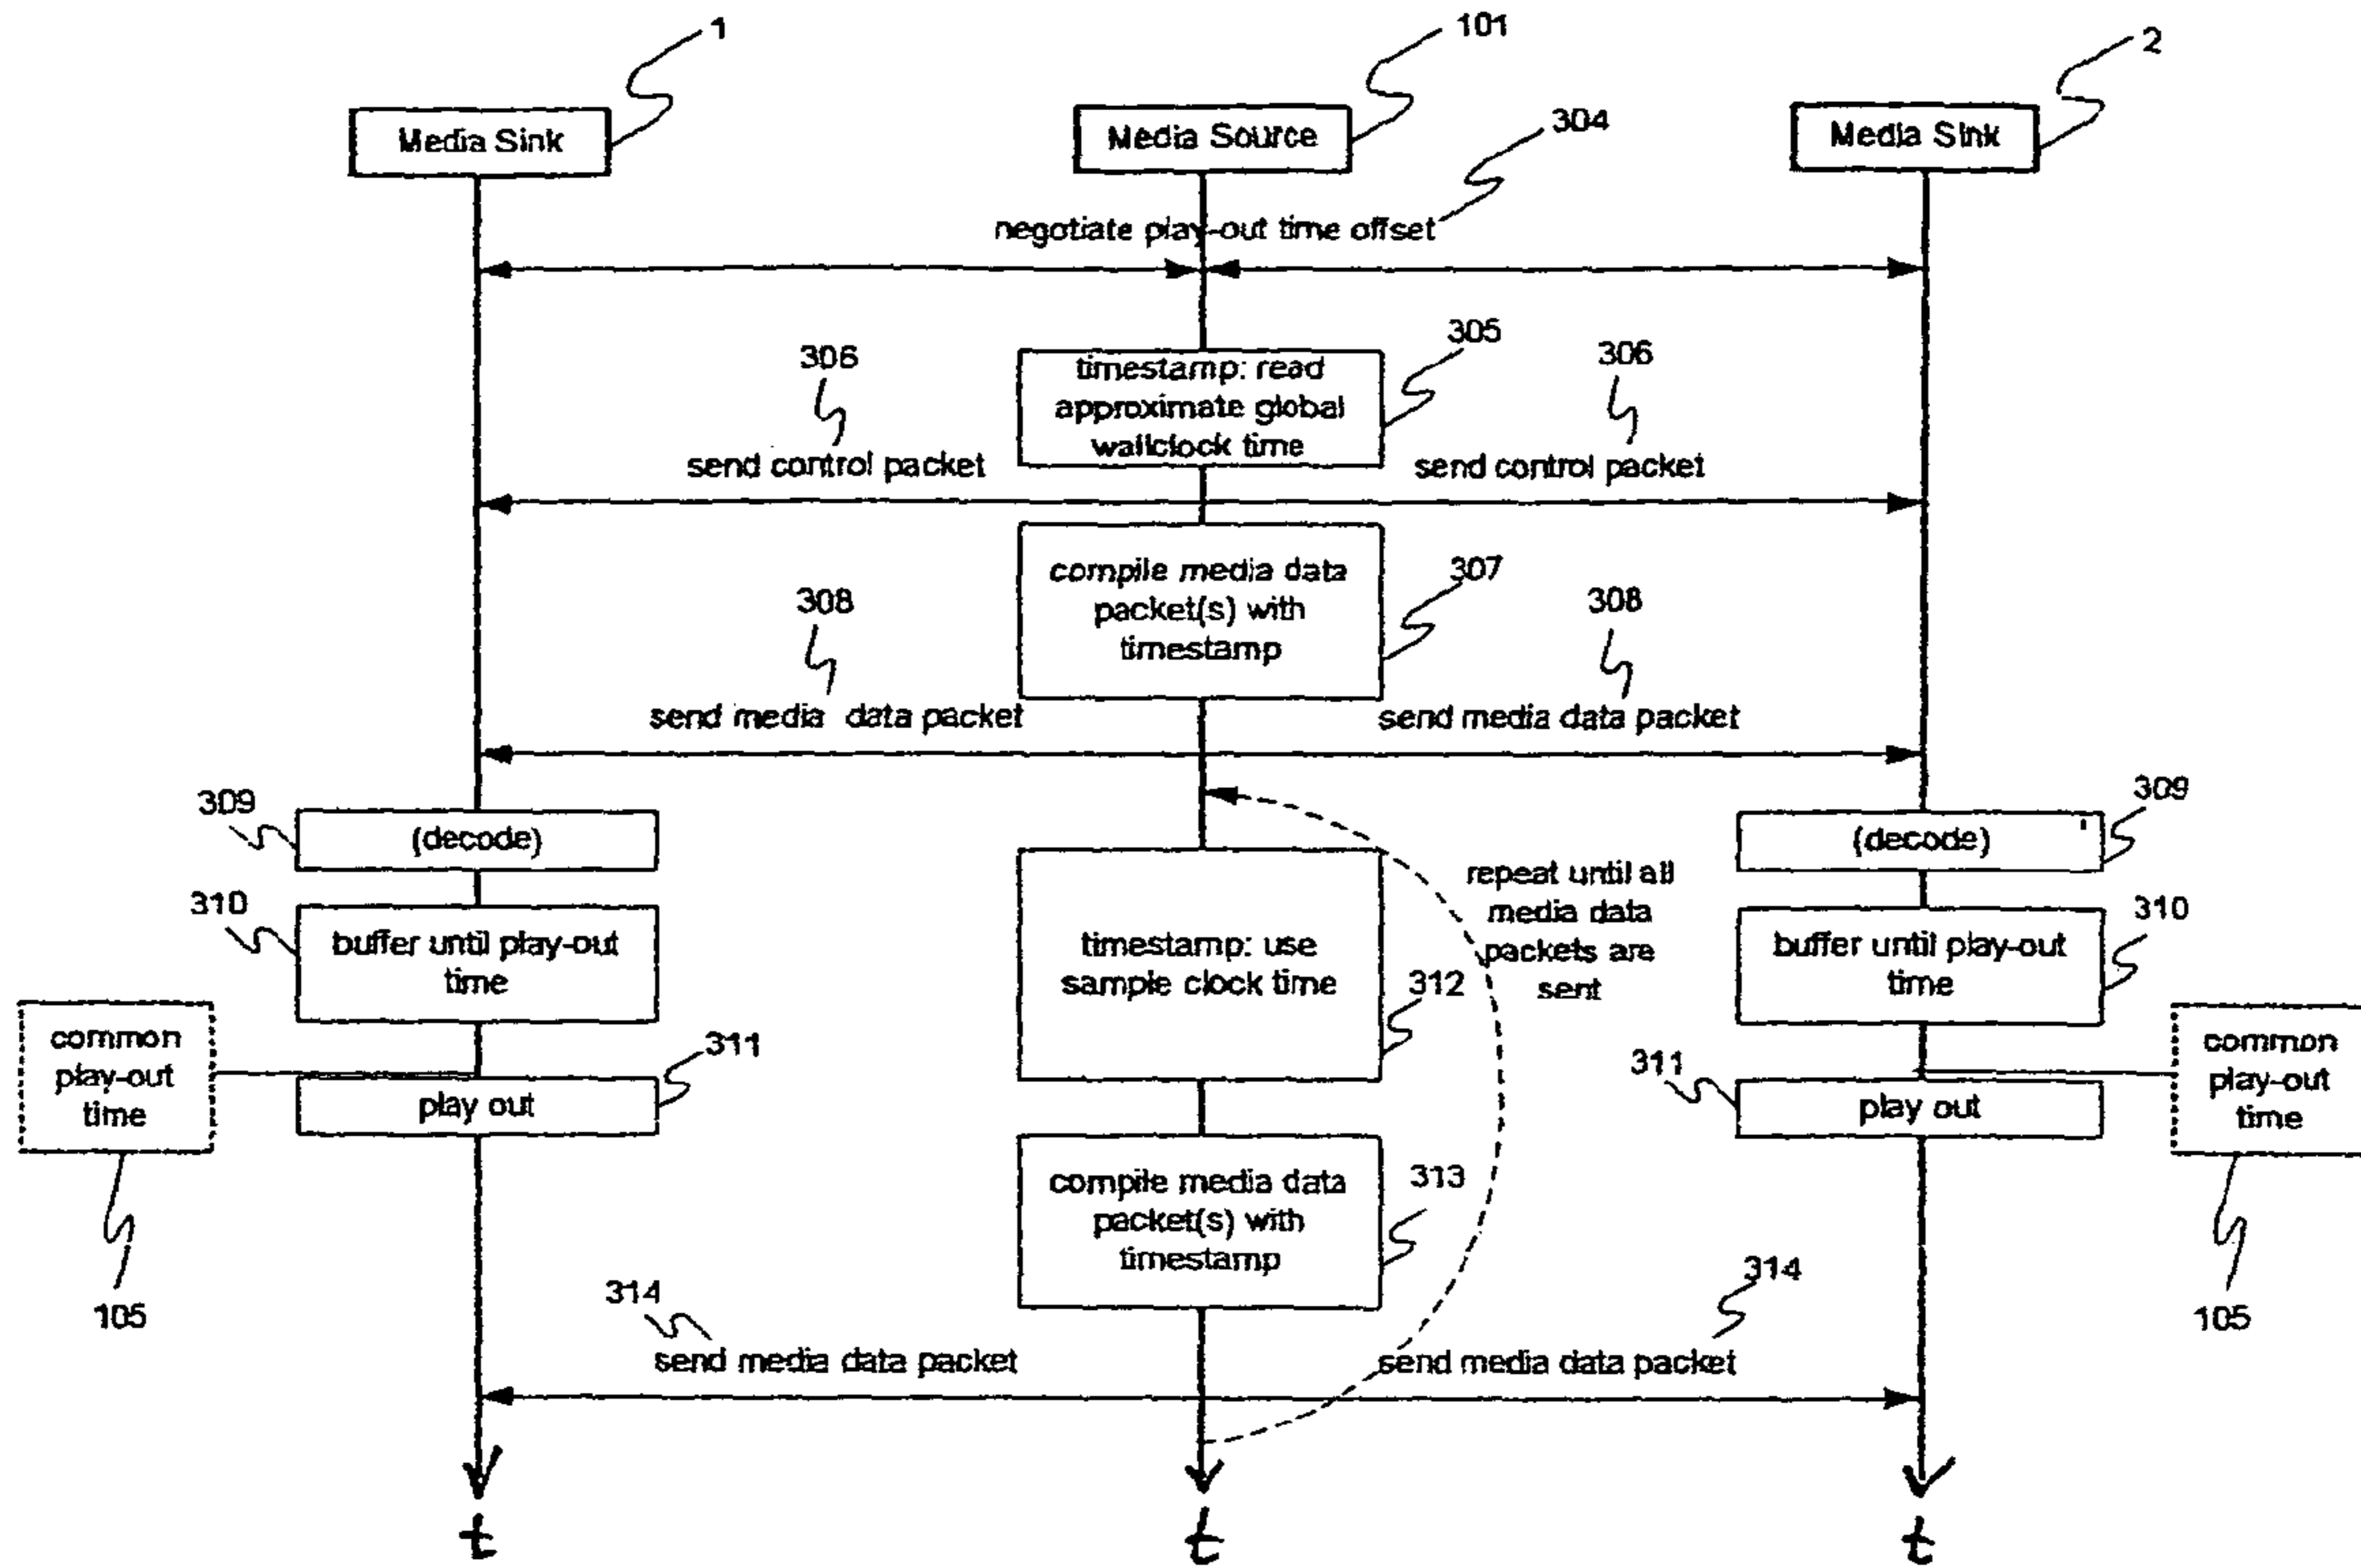 1
101
2
Media Sink
Media Source
Media Sink
304
negotiate play-out time offset
305
306
306
timestamp: read
approximate global
wallclock time
send control packet
send control packet
307
308
308
compile media data
packet(s) with
timestamp
send media data packet
send media data packet
309
309
(decode)
(decode)
repeat until all
media data
packets are
sent
310
310
buffer until play-out
time
buffer until play-out
time
timestamp: use
sample clock time
312
common
play-out
time
common
play-out
time
311
311
play out
play out
313
compile media data
packet(s) with
timestamp
105
105
314
314
send media data packet
send media data packet
t
t
t